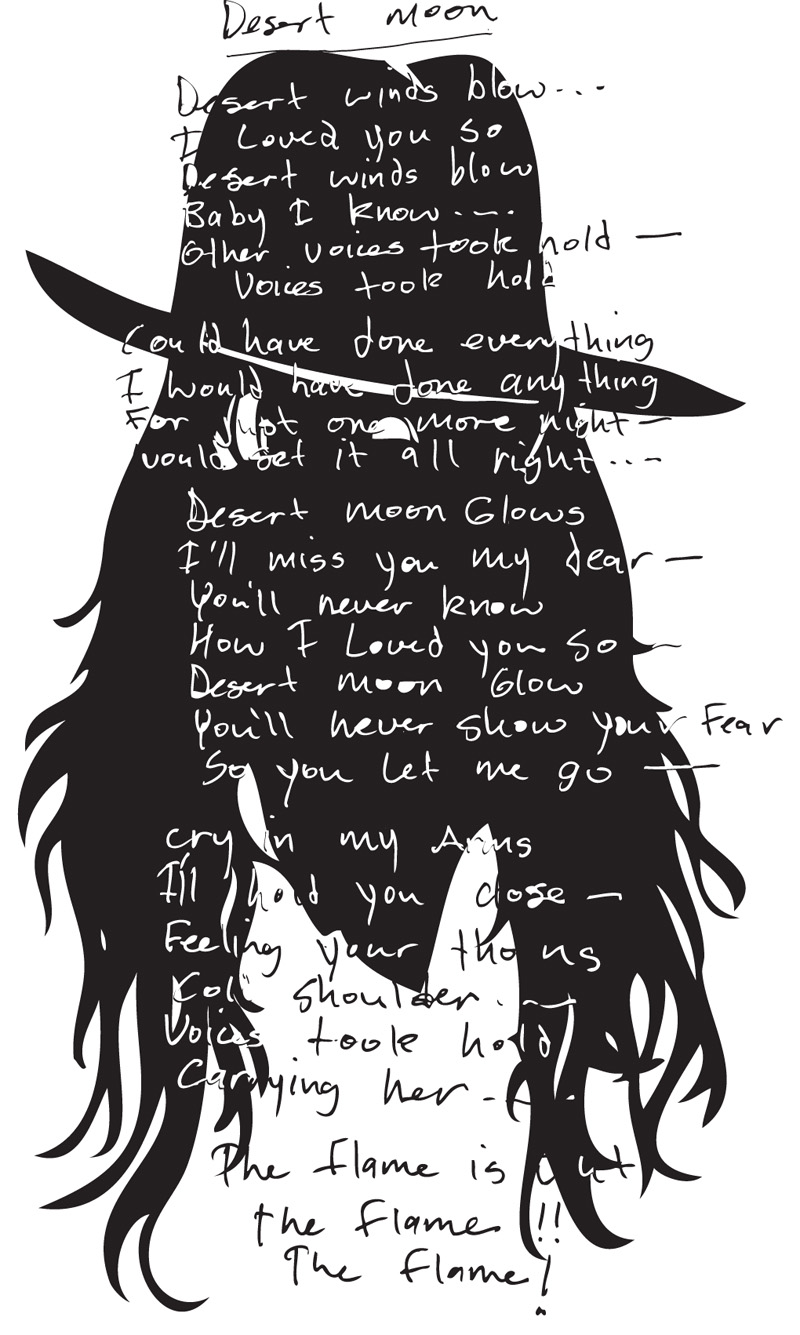 Desert moon
Desert winds blow...
I Loved you so
Desert winds blow
Baby I know....
Other voices took hold —
Voices took hold
Could have done everything
I would have done anything
For just one more night —
would set it all right...-
Desert moon Glows
I'll miss you my dear —
You'll never know
How I Loved you so —
Desert moon Glow
You'll never show your Fear
So you Let me go —
cry in my Arms
I'll hold you close —
Feeling your thorns
Cold shoulder. —
Voices took hold
Carrying her - - -
The flame is out
the flame !!
The flame!